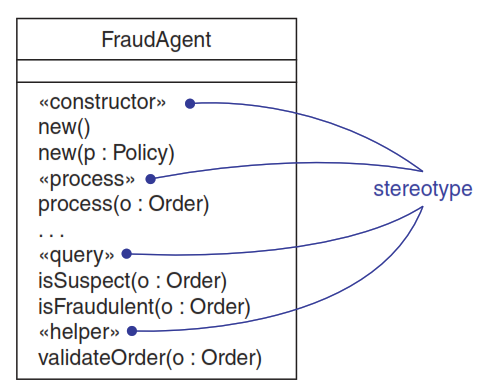 FraudAgent
«constructor»
new()
new(p : Policy)
«process»
process(o : Order)
. . .
«query»
isSuspect(o : Order)
isFraudulent(o : Order)
«helper»
validateOrder(o : Order)
stereotype